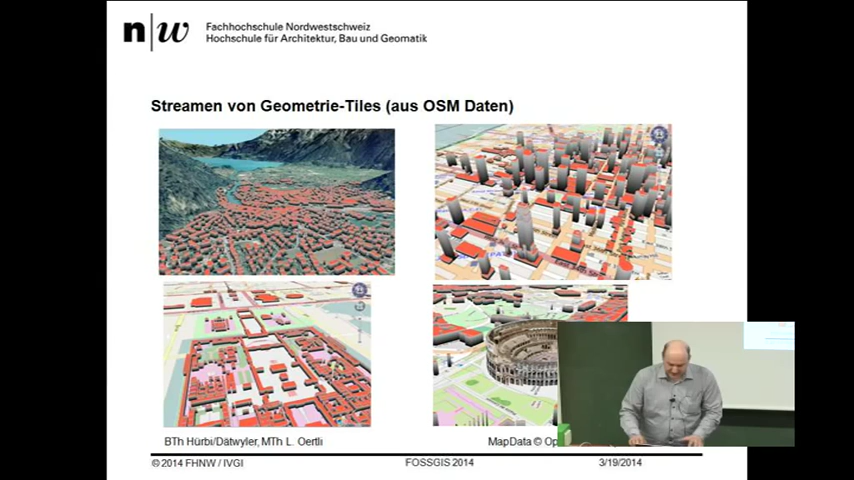 n w
Fachhochschule Nordwestschweiz
Hochschule für Architektur, Bau und Geomatik
Streamen von Geometrie-Tiles (aus OSM Daten)
BTh Hürbi/Dätwyler, MTh L. Oertli
MapData © Op
© 2014 FHNW / IVGI
FOSSGIS 2014
3/19/2014